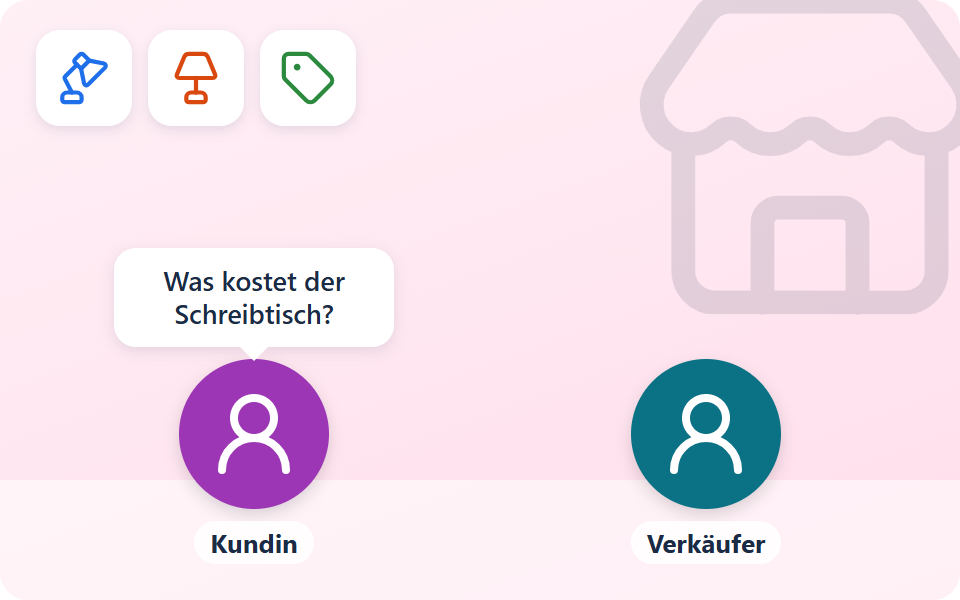 Was kostet der
Schreibtisch?
Kundin
Verkäufer